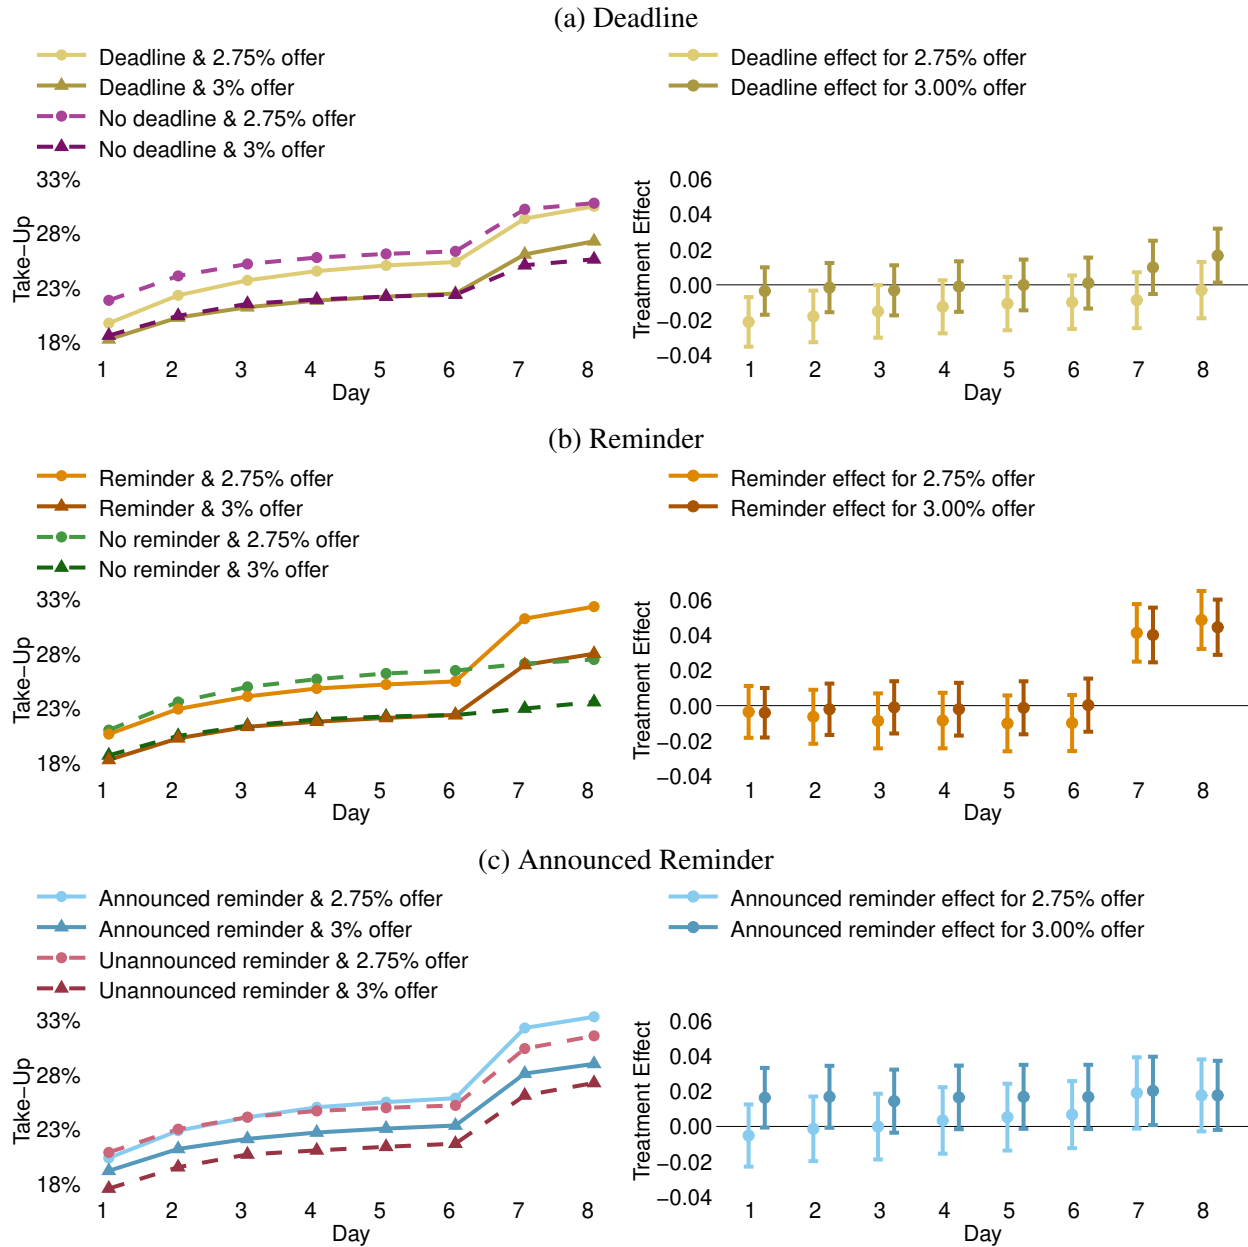 (a) Deadline
Deadline & 2.75% offer
Deadline & 3% offer
No deadline & 2.75% offer
No deadline & 3% offer
Deadline effect for 2.75% offer
Deadline effect for 3.00% offer
Take−Up
33%
28%
23%
18%
1 2 3 4 5 6 7 8
Day
Treatment Effect
0.06
0.04
0.02
0.00
−0.02
−0.04
1 2 3 4 5 6 7 8
Day
(b) Reminder
Reminder & 2.75% offer
Reminder & 3% offer
No reminder & 2.75% offer
No reminder & 3% offer
Reminder effect for 2.75% offer
Reminder effect for 3.00% offer
Take−Up
33%
28%
23%
18%
1 2 3 4 5 6 7 8
Day
Treatment Effect
0.06
0.04
0.02
0.00
−0.02
−0.04
1 2 3 4 5 6 7 8
Day
(c) Announced Reminder
Announced reminder & 2.75% offer
Announced reminder & 3% offer
Unannounced reminder & 2.75% offer
Unannounced reminder & 3% offer
Announced reminder effect for 2.75% offer
Announced reminder effect for 3.00% offer
Take−Up
33%
28%
23%
18%
1 2 3 4 5 6 7 8
Day
Treatment Effect
0.06
0.04
0.02
0.00
−0.02
−0.04
1 2 3 4 5 6 7 8
Day